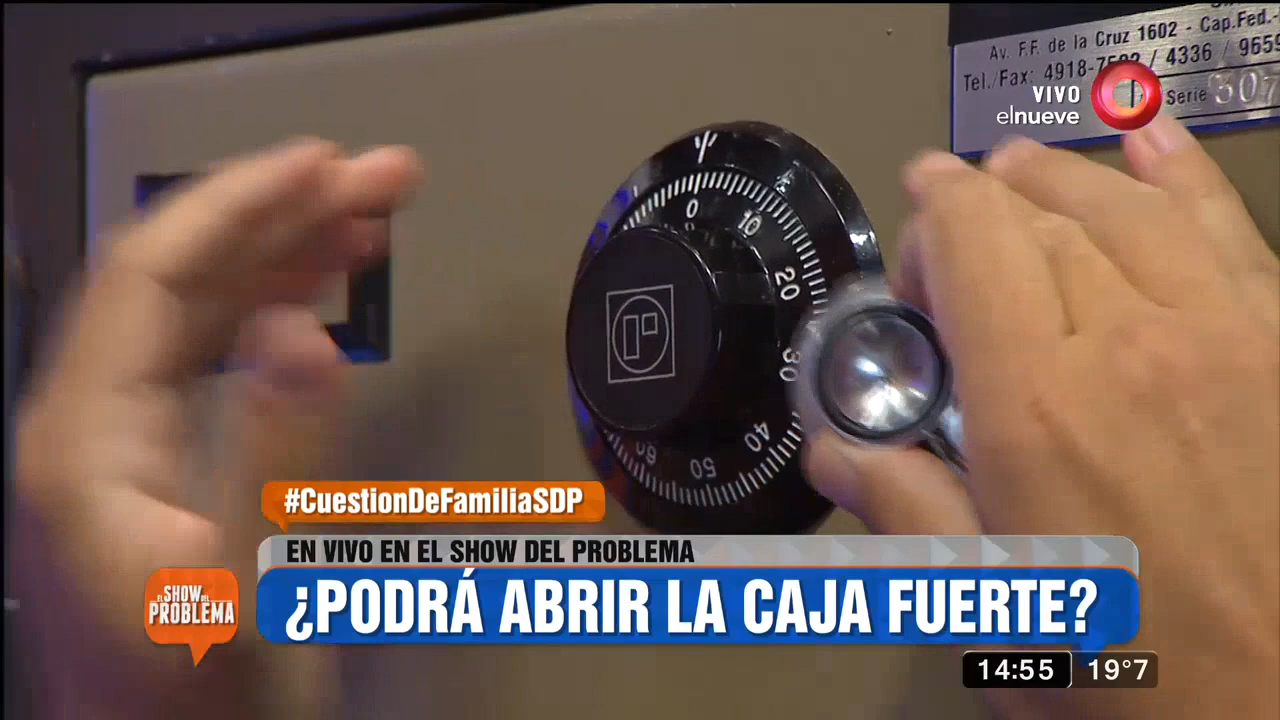 Av. F.F. de la Cruz 1602 - Cap.Fed.-
Tel./Fax: 4918- / 4336 / 9659
Serie 307
VIVO
elnueve
0
10
20
30
40
50
60
#CuestionDeFamiliaSDP
EN VIVO EN EL SHOW DEL PROBLEMA
EL SHOW DEL
PROBLEMA
¿PODRÁ ABRIR LA CAJA FUERTE?
14:55 19°7